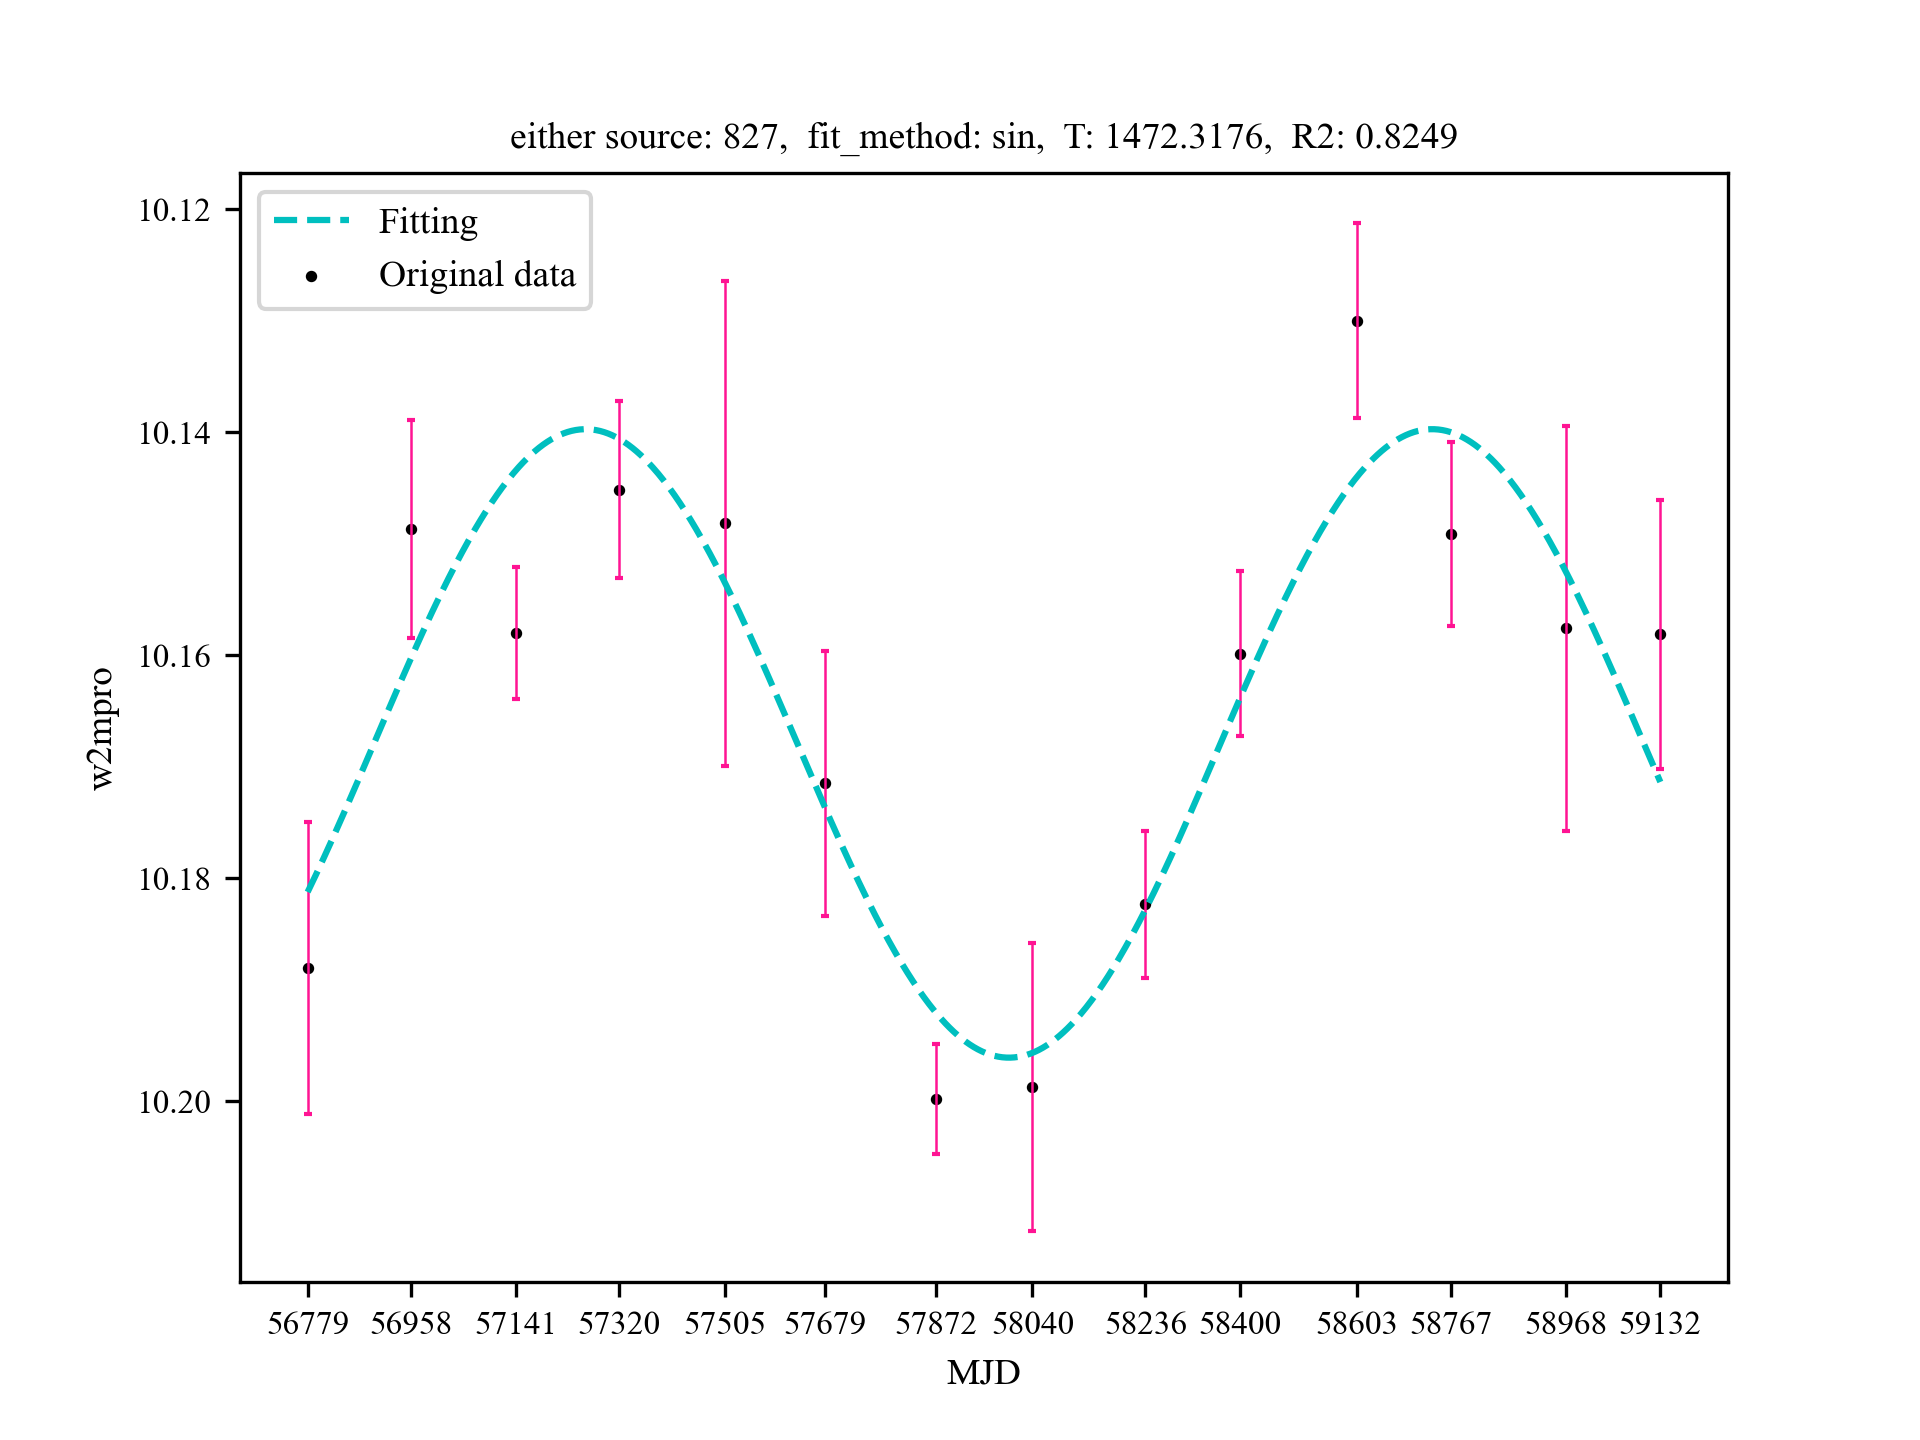 either source: 827,  fit_method: sin,  T: 1472.3176,  R2: 0.8249
Fitting
Original data
10.12
10.14
10.16
10.18
10.20
w2mpro
56779 56958 57141 57320 57505 57679 57872 58040 58236 58400 58603 58767 58968 59132
MJD